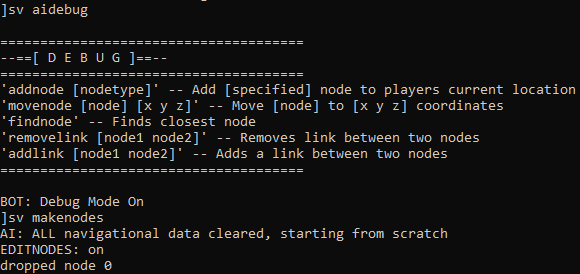 ]sv aidebug
======================================
--==[ D E B U G ]==--
======================================
'addnode [nodetype]' -- Add [specified] node to players current location
'movenode [node] [x y z]' -- Move [node] to [x y z] coordinates
'findnode' -- Finds closest node
'removelink [node1 node2]' -- Removes link between two nodes
'addlink [node1 node2]' -- Adds a link between two nodes
======================================
BOT: Debug Mode On
]sv makenodes
AI: ALL navigational data cleared, starting from scratch
EDITNODES: on
dropped node 0